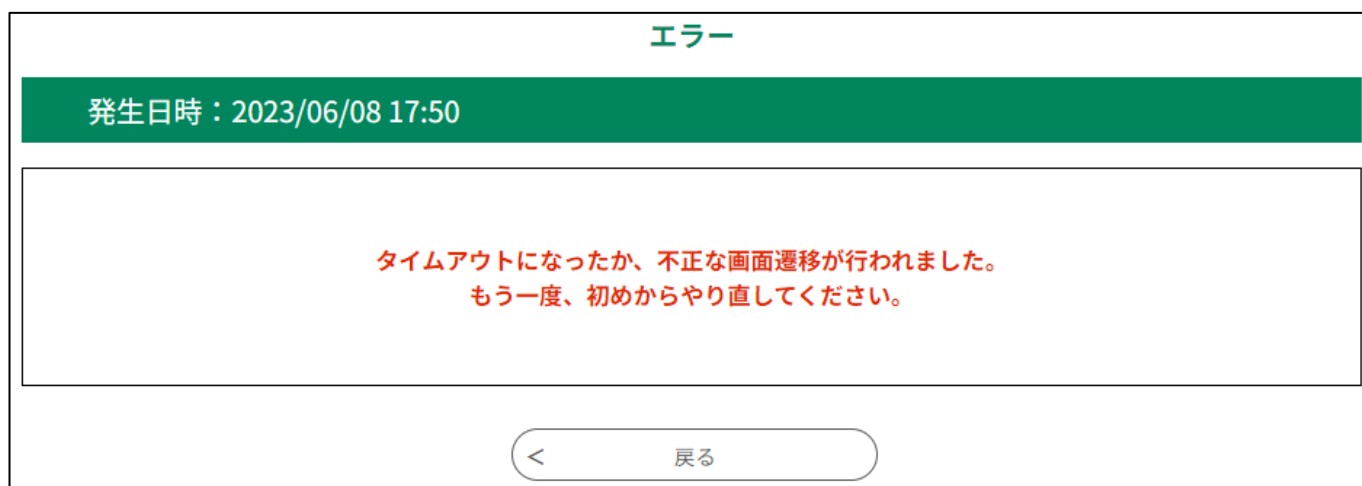 エラー
発生日時：2023/06/08 17:50
タイムアウトになったか、不正な画面遷移が行われました。
もう一度、初めからやり直してください。
< 戻る